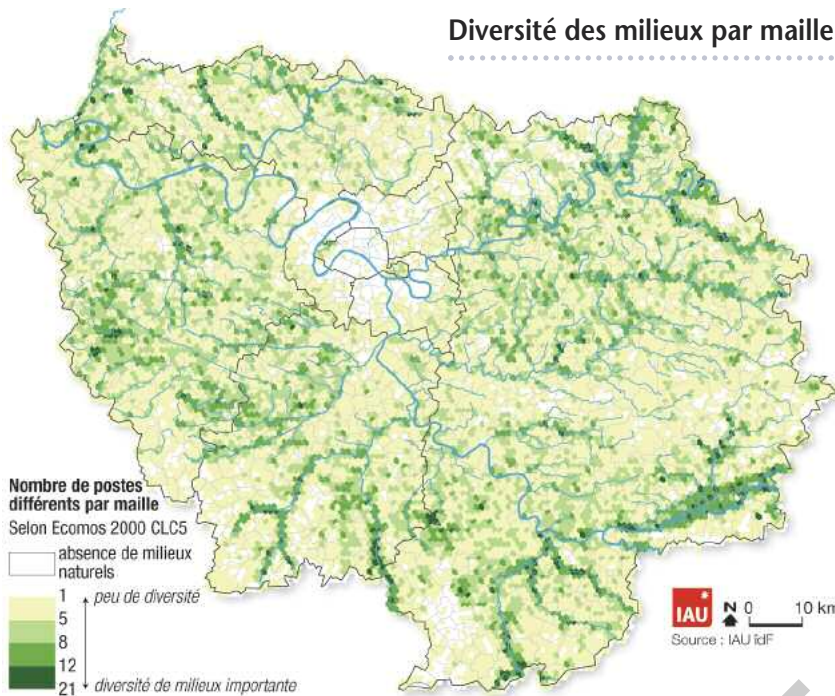 Diversité des milieux par maille
Nombre de postes
différents par maille
Selon Ecomos 2000 CLC5
absence de milieux
naturels
1
peu de diversité
5
8
12
21
diversité de milieux importante
IAU
N 0 10 km
Source : IAU îdF